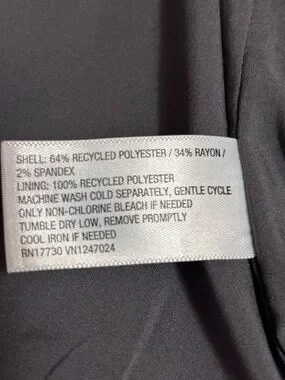 SHELL: 64% RECYCLED POLYESTER / 34% RAYON /
2% SPANDEX
LINING: 100% RECYCLED POLYESTER
MACHINE WASH COLD SEPARATELY, GENTLE CYCLE
ONLY NON-CHLORINE BLEACH IF NEEDED
TUMBLE DRY LOW, REMOVE PROMPTLY
COOL IRON IF NEEDED
RN17730 VN1247024